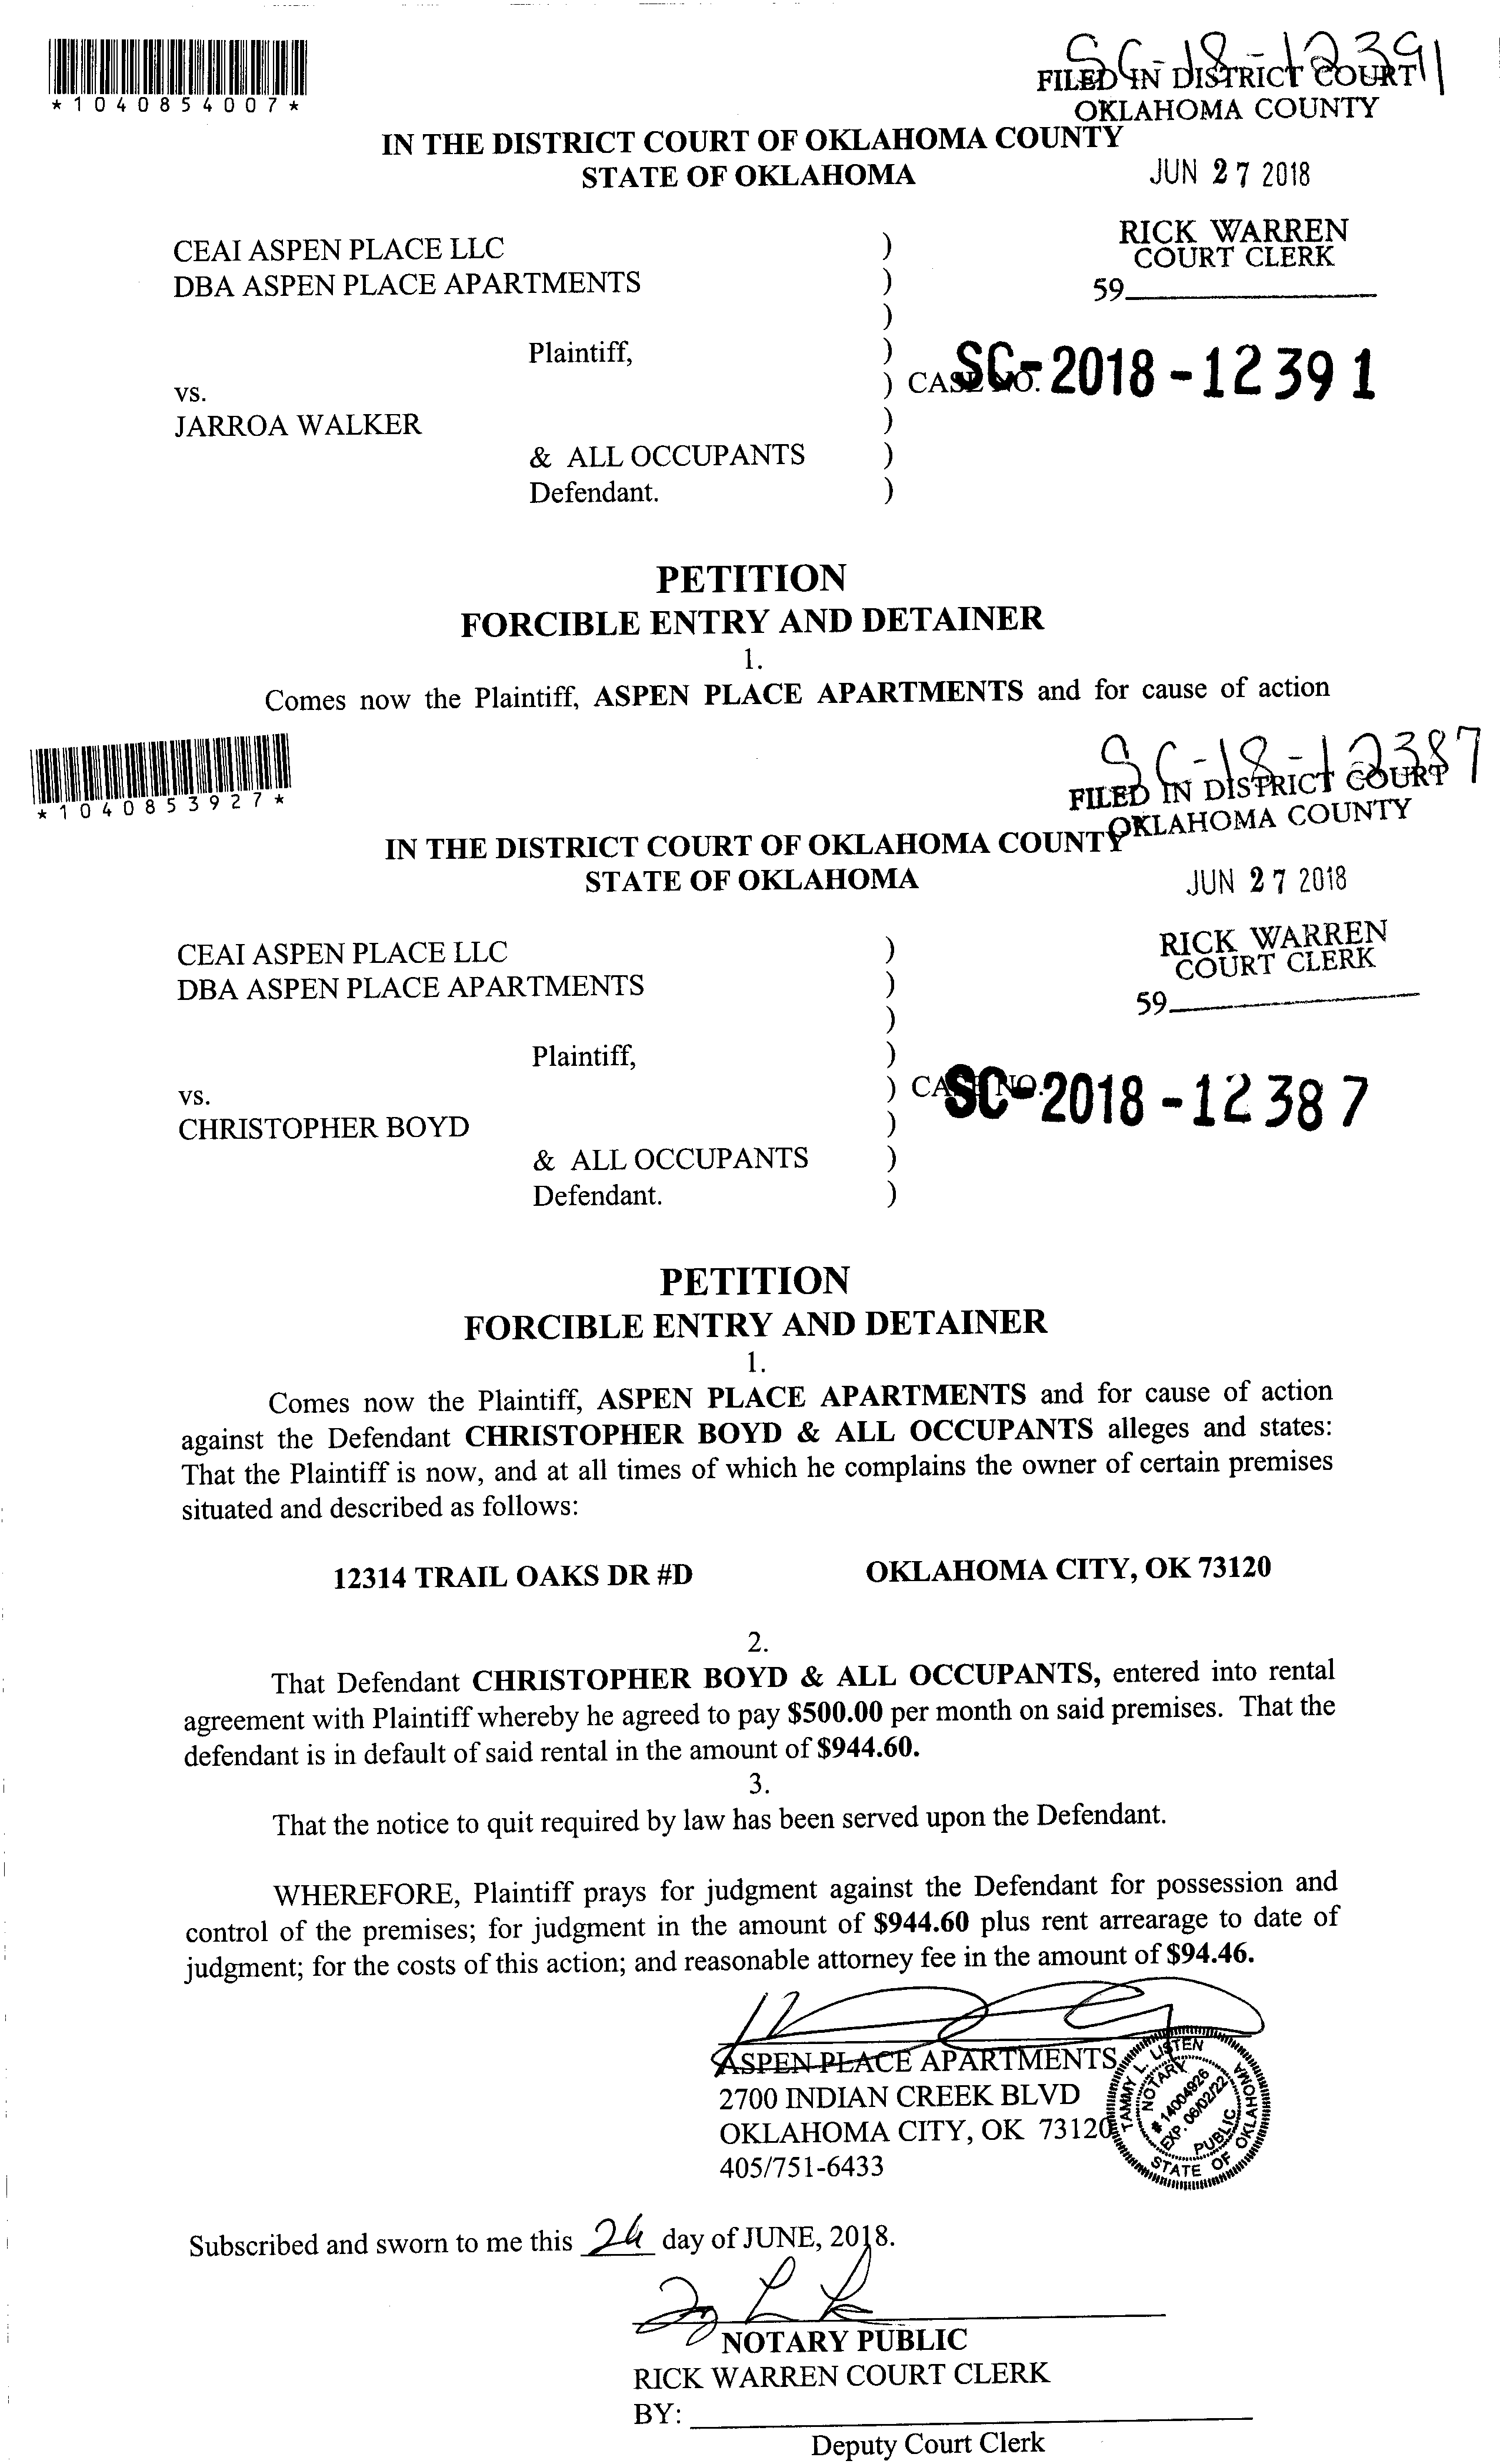 *1040854007*
SC-18-12391
FILED IN DISTRICT COURT
OKLAHOMA COUNTY
IN THE DISTRICT COURT OF OKLAHOMA COUNTY
STATE OF OKLAHOMA
JUN 27 2018
RICK WARREN
COURT CLERK
59
CEAI ASPEN PLACE LLC )
DBA ASPEN PLACE APARTMENTS )
)
Plaintiff, )
vs. ) CASE NO. SC-2018-12391
JARROA WALKER )
& ALL OCCUPANTS )
Defendant. )
PETITION
FORCIBLE ENTRY AND DETAINER
1.
Comes now the Plaintiff, ASPEN PLACE APARTMENTS and for cause of action
*1040853927*
SC-18-12387
FILED IN DISTRICT COURT
OKLAHOMA COUNTY
IN THE DISTRICT COURT OF OKLAHOMA COUNTY
STATE OF OKLAHOMA
JUN 27 2018
RICK WARREN
COURT CLERK
59
CEAI ASPEN PLACE LLC )
DBA ASPEN PLACE APARTMENTS )
)
Plaintiff, )
vs. ) CASE NO. SC-2018-12387
CHRISTOPHER BOYD )
& ALL OCCUPANTS )
Defendant. )
PETITION
FORCIBLE ENTRY AND DETAINER
1.
Comes now the Plaintiff, ASPEN PLACE APARTMENTS and for cause of action
against the Defendant CHRISTOPHER BOYD & ALL OCCUPANTS alleges and states:
That the Plaintiff is now, and at all times of which he complains the owner of certain premises
situated and described as follows:
12314 TRAIL OAKS DR #D OKLAHOMA CITY, OK 73120
2.
That Defendant CHRISTOPHER BOYD & ALL OCCUPANTS, entered into rental
agreement with Plaintiff whereby he agreed to pay $500.00 per month on said premises. That the
defendant is in default of said rental in the amount of $944.60.
3.
That the notice to quit required by law has been served upon the Defendant.
WHEREFORE, Plaintiff prays for judgment against the Defendant for possession and
control of the premises; for judgment in the amount of $944.60 plus rent arrearage to date of
judgment; for the costs of this action; and reasonable attorney fee in the amount of $94.46.
ASPEN PLACE APARTMENTS
2700 INDIAN CREEK BLVD
OKLAHOMA CITY, OK 73120
405/751-6433
TAMMY L. LISTEN
NOTARY
# 14004926
EXP. 06/02/22
PUBLIC
STATE OF OKLAHOMA
Subscribed and sworn to me this day of JUNE, 2018.
NOTARY PUBLIC
RICK WARREN COURT CLERK
BY:
Deputy Court Clerk